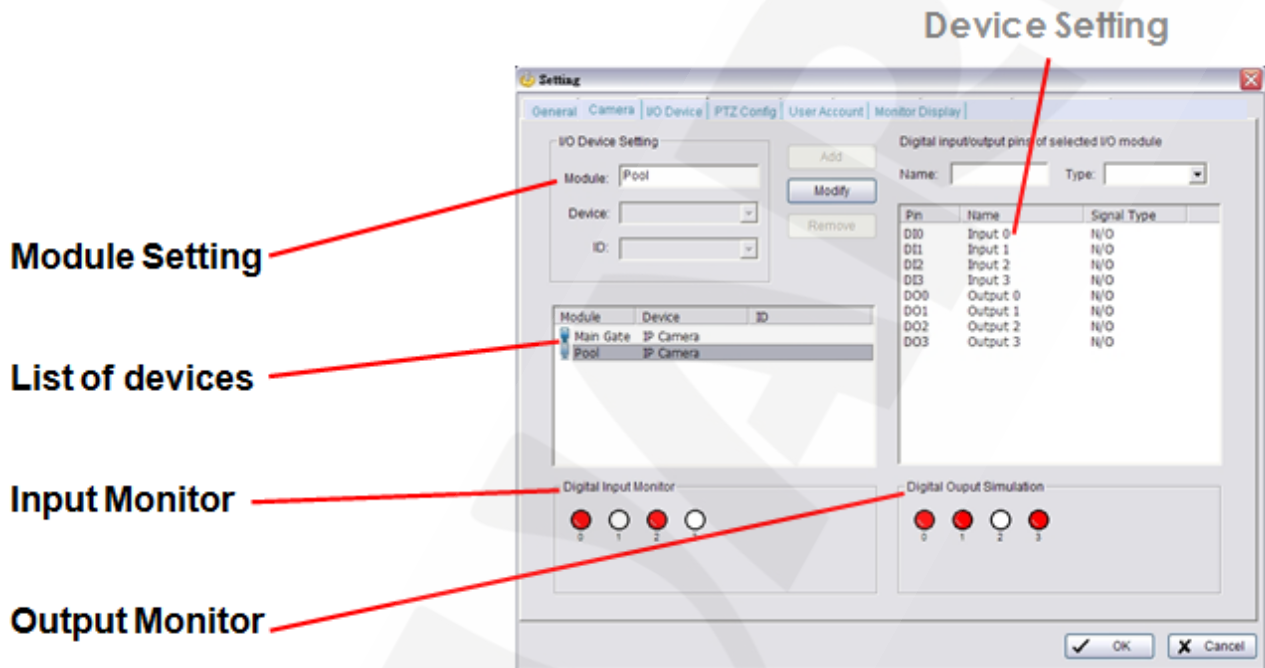 Device Setting
Setting
General Camera I/O Device PTZ Config User Account Monitor Display
I/O Device Setting
Module: Pool
Device:
ID:
Add
Modify
Remove
Digital input/output pins of selected I/O module
Name: Type:
Pin Name Signal Type
DI0 Input 0 N/O
DI1 Input 1 N/O
DI2 Input 2 N/O
DI3 Input 3 N/O
DO0 Output 0 N/O
DO1 Output 1 N/O
DO2 Output 2 N/O
DO3 Output 3 N/O
Module Device ID
Main Gate IP Camera
Pool IP Camera
Digital Input Monitor
0 1 2
Digital Ouput Simulation
0 1 2 3
OK Cancel
Module Setting
List of devices
Input Monitor
Output Monitor